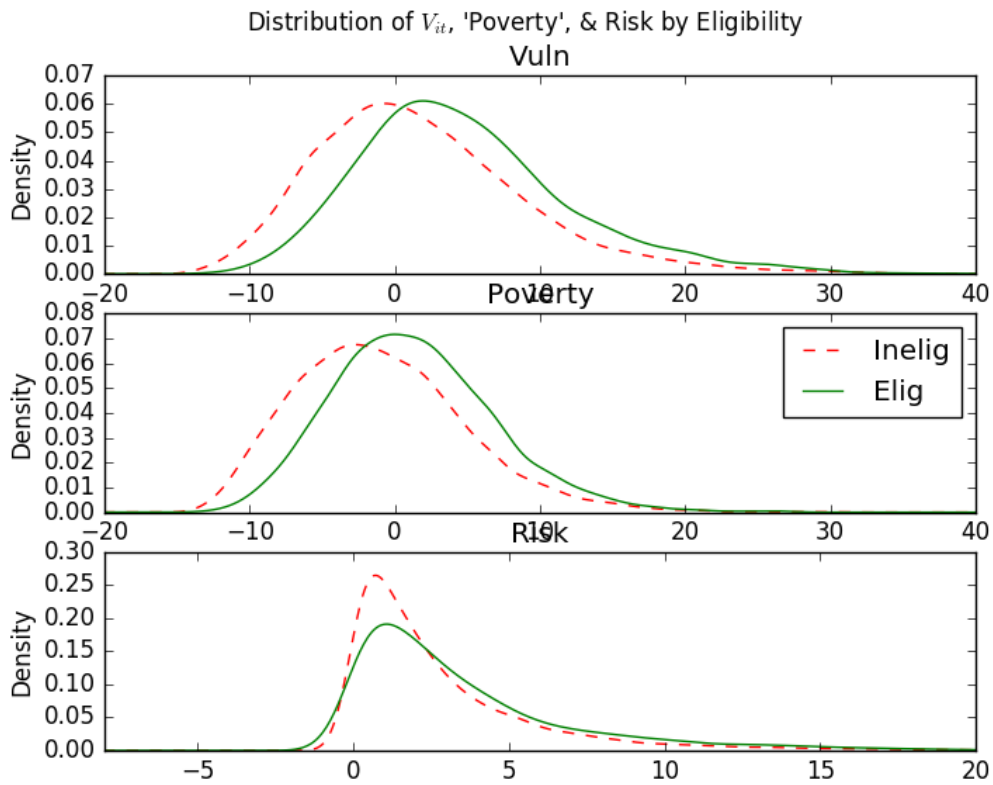 Distribution of Vit, 'Poverty', & Risk by Eligibility
Vuln
0.07
0.06
0.05
0.04
0.03
0.02
0.01
0.00
Density
−20 −10 0 10 20 30 40
Poverty
0.08
0.07
0.06
0.05
0.04
0.03
0.02
0.01
0.00
Density
Inelig
Elig
−20 −10 0 10 20 30 40
Risk
0.30
0.25
0.20
0.15
0.10
0.05
0.00
Density
−5 0 5 10 15 20